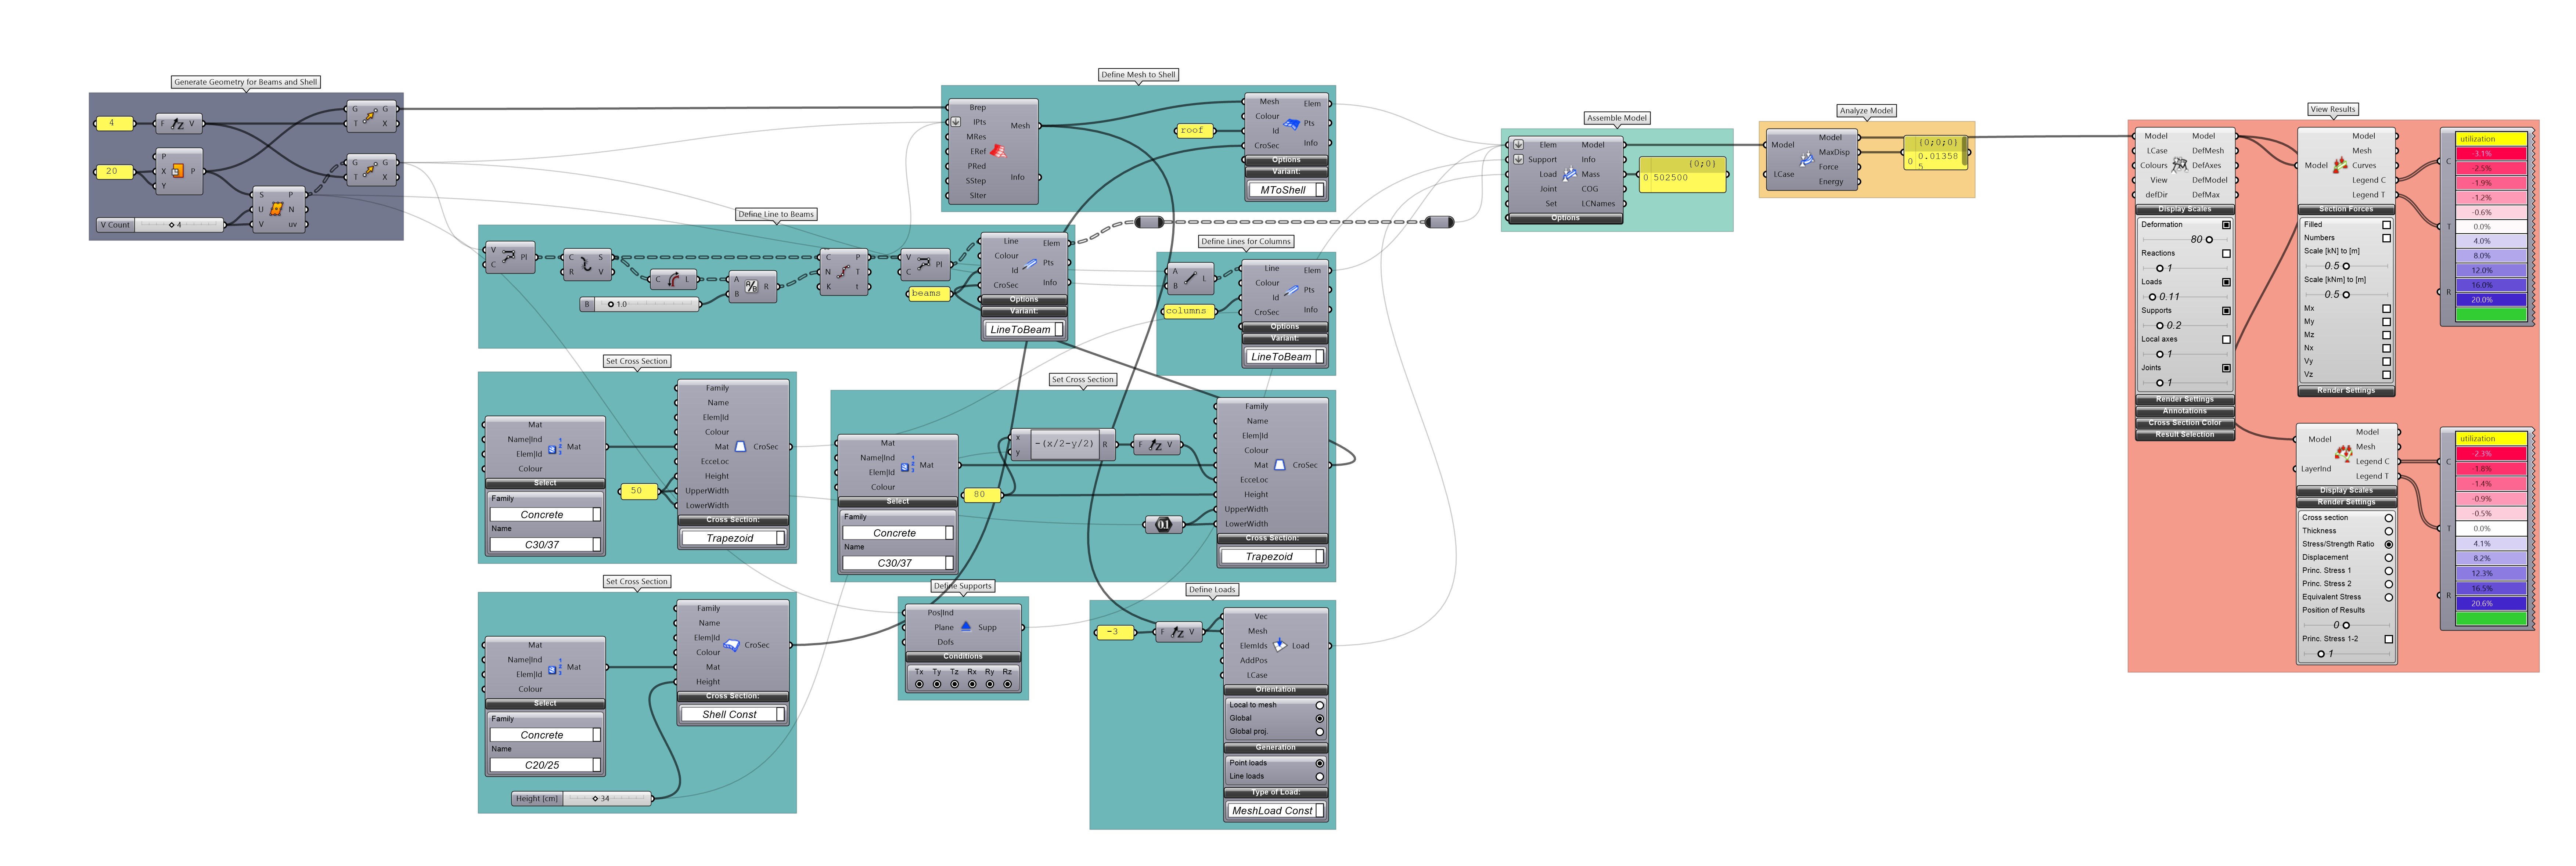 Generate Geometry for Beams and Shell
4
F V
G G
T X
20
P
X P
Y
G G
T X
S P
U N
V uv
V Count 4
Define Mesh to Shell
Brep
IPts
MRes
ERef
PRed
SStep
SIter
Mesh
Info
roof
Mesh
Colour
Id
CroSec
Elem
Pts
Info
Options
Variant:
MToShell
Define Line to Beams
V Pl
C
C S
R V
C L
A R
B
A/B
B 1.0
C P
N T
K t
V Pl
C
beams
Line
Colour
Id
CroSec
Elem
Pts
Info
Options
Variant:
LineToBeam
Define Lines for Columns
A L
B
columns
Line
Colour
Id
CroSec
Elem
Pts
Info
Options
Variant:
LineToBeam
Set Cross Section
Mat
Name|Ind
Elem|Id
Colour
Mat
Select
Family
Concrete
Name
C30/37
50
Family
Name
Elem|Id
Colour
Mat
EcceLoc
Height
UpperWidth
LowerWidth
CroSec
Cross Section:
Trapezoid
Set Cross Section
Mat
Name|Ind
Elem|Id
Colour
Mat
Select
Family
Concrete
Name
C30/37
80
x
y
-(x/2-y/2)
R
F V
0.1
Family
Name
Elem|Id
Colour
Mat
EcceLoc
Height
UpperWidth
LowerWidth
CroSec
Cross Section:
Trapezoid
Set Cross Section
Mat
Name|Ind
Elem|Id
Colour
Mat
Select
Family
Concrete
Name
C20/25
Height [cm] 34
Family
Name
Elem|Id
Colour
Mat
Height
CroSec
Cross Section:
Shell Const
Define Supports
Pos|Ind
Plane
Dofs
Supp
Conditions
Tx Ty Tz Rx Ry Rz
Define Loads
-3
F V
Vec
Mesh
ElemIds
AddPos
LCase
Load
Orientation
Local to mesh
Global
Global proj.
Generation
Point loads
Line loads
Type of Load:
MeshLoad Const
Assemble Model
Elem
Support
Load
Joint
Set
Model
Info
Mass
COG
LCNames
Options
{0;0}
0 502500
Analyze Model
Model
LCase
Model
MaxDisp
Force
Energy
{0;0;0}
0 0.01358
5
View Results
Model
LCase
Colours
View
defDir
Model
DefMesh
DefAxes
DefModel
DefMax
Display Scales
Deformation
80
Reactions
1
Loads
0.11
Supports
0.2
Local axes
1
Joints
1
Render Settings
Annotations
Cross Section Color
Result Selection
Model
Model
Mesh
Curves
Legend C
Legend T
Section Forces
Filled
Numbers
Scale [kN] to [m]
0.5
Scale [kNm] to [m]
0.5
Mx
My
Mz
Nx
Vy
Vz
Render Settings
C
T
R
utilization
-3.1%
-2.5%
-1.9%
-1.2%
-0.6%
0.0%
4.0%
8.0%
12.0%
16.0%
20.0%
Model
LayerInd
Model
Mesh
Legend C
Legend T
Display Scales
Render Settings
Cross section
Thickness
Stress/Strength Ratio
Displacement
Princ. Stress 1
Princ. Stress 2
Equivalent Stress
Position of Results
0
Princ. Stress 1-2
1
C
T
R
utilization
-2.3%
-1.8%
-1.4%
-0.9%
-0.5%
0.0%
4.1%
8.2%
12.3%
16.5%
20.6%